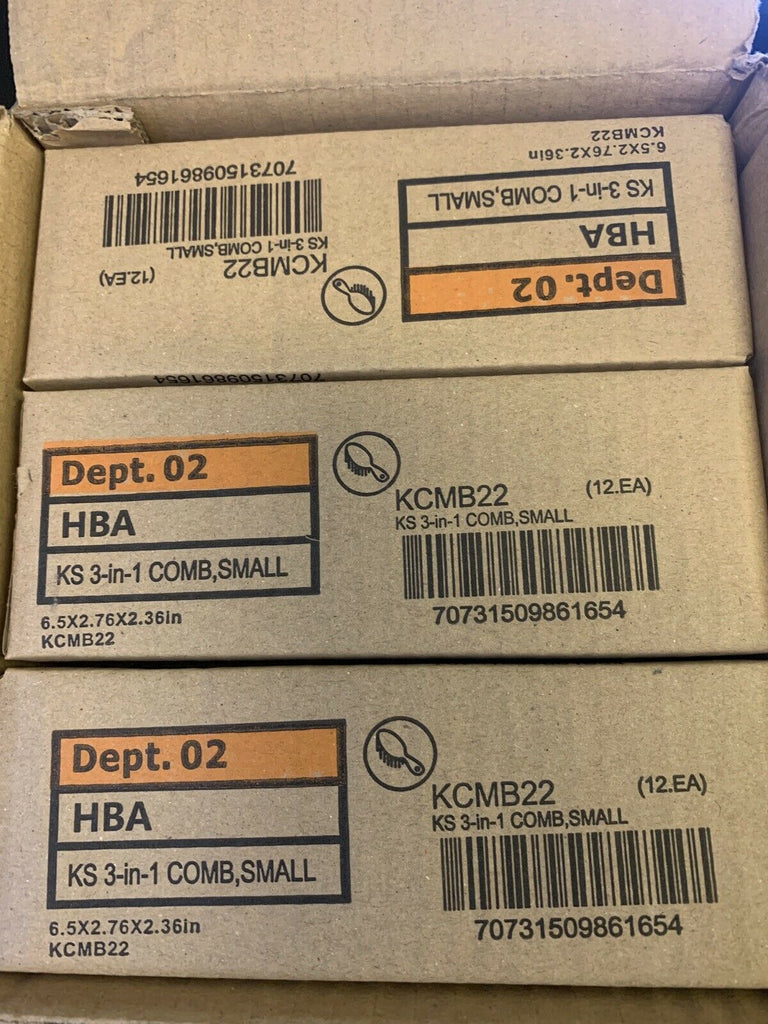 6.5X2.76X2.36in
KCMB22
KS 3-in-1 COMB,SMALL
HBA
Dept. 02
70731509861654
KS 3-in-1 COMB,SMALL
KCMB22
(12.EA)
70731509861654
Dept. 02
HBA
KS 3-in-1 COMB,SMALL
6.5X2.76X2.36in
KCMB22
KCMB22 (12.EA)
KS 3-in-1 COMB,SMALL
70731509861654
Dept. 02
HBA
KS 3-in-1 COMB,SMALL
6.5X2.76X2.36in
KCMB22
KCMB22 (12.EA)
KS 3-in-1 COMB,SMALL
70731509861654